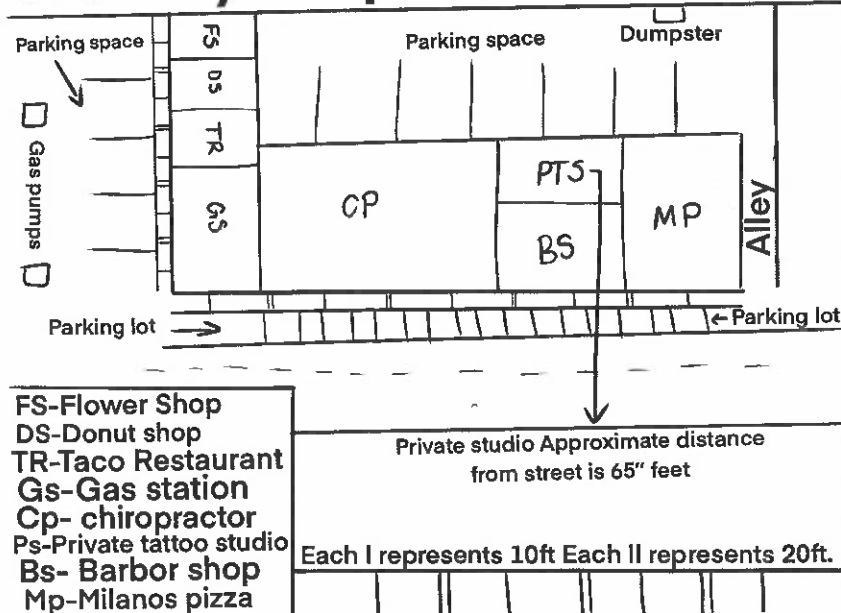 Parking space
Parking space
Dumpster
FS
DS
TR
GS
Gas pumps
CP
PTS
BS
MP
Alley
Parking lot
Parking lot
FS-Flower Shop
DS-Donut shop
TR-Taco Restaurant
Gs-Gas station
Cp- chiropractor
Ps-Private tattoo studio
Bs- Barbor shop
Mp-Milanos pizza
Private studio Approximate distance
from street is 65" feet
Each I represents 10ft Each II represents 20ft.